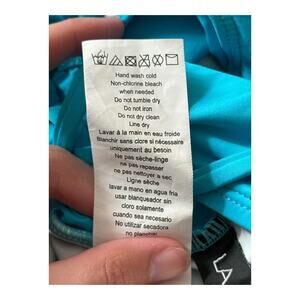 Hand wash cold
Non-chlorine bleach
when needed
Do not tumble dry
Do not iron
Do not dry clean
Line dry
Lavar à la main en eau froide
Blanchir sans clore si nécessaire
uniquement au besoin
Ne pas sèche-linge
ne pas repasser
ne pas nettoyer a sec
Ligne sèche
lavar a mano en agua fria
usar blanqueador sin
cloro solamente
cuando sea necesario
No utilizar secadora
no planchar
LA